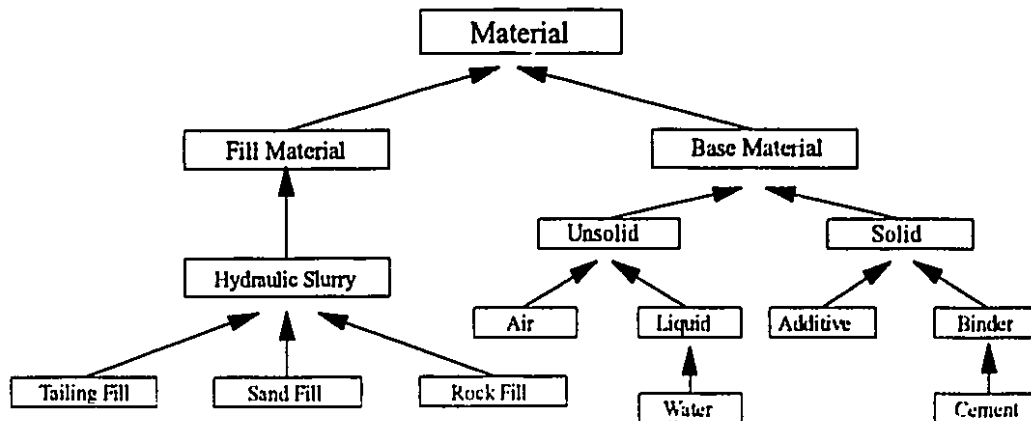 Material
Fill Material
Base Material
Unsolid
Solid
Hydraulic Slurry
Air
Liquid
Additive
Binder
Tailing Fill
Sand Fill
Rock Fill
Water
Cement